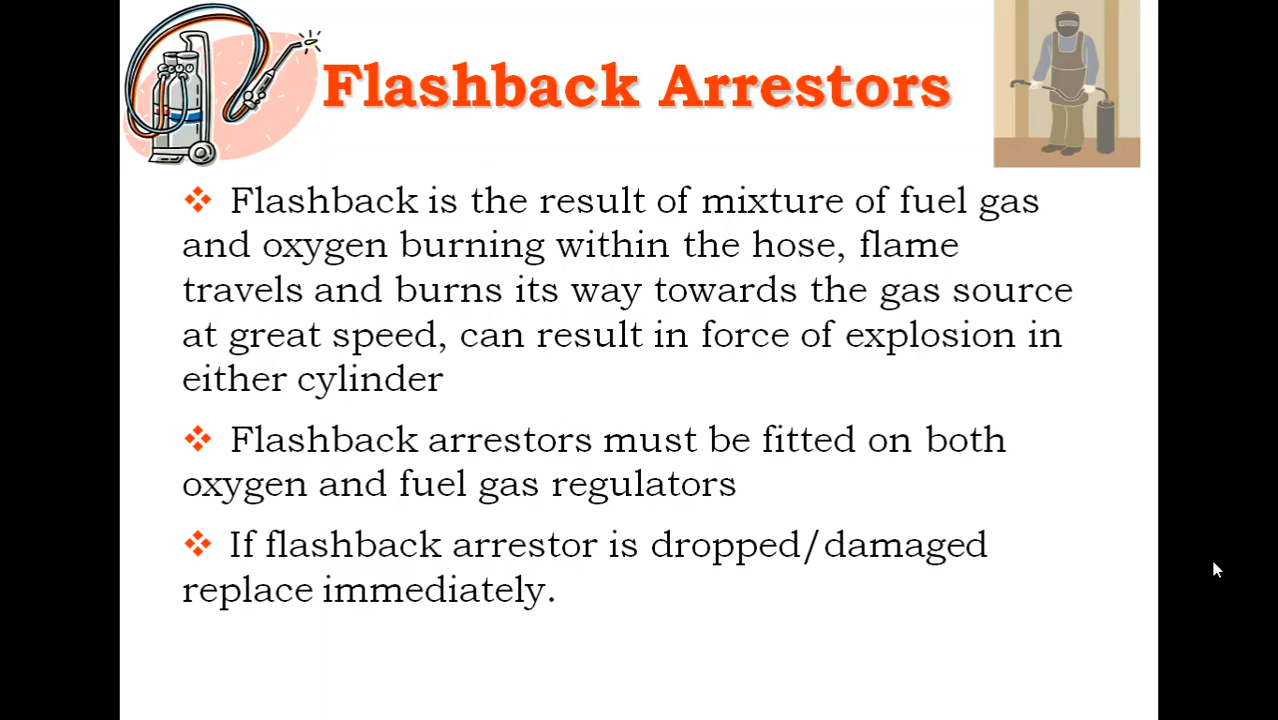 Flashback Arrestors
❖ Flashback is the result of mixture of fuel gas
and oxygen burning within the hose, flame
travels and burns its way towards the gas source
at great speed, can result in force of explosion in
either cylinder
❖ Flashback arrestors must be fitted on both
oxygen and fuel gas regulators
❖ If flashback arrestor is dropped/damaged
replace immediately.